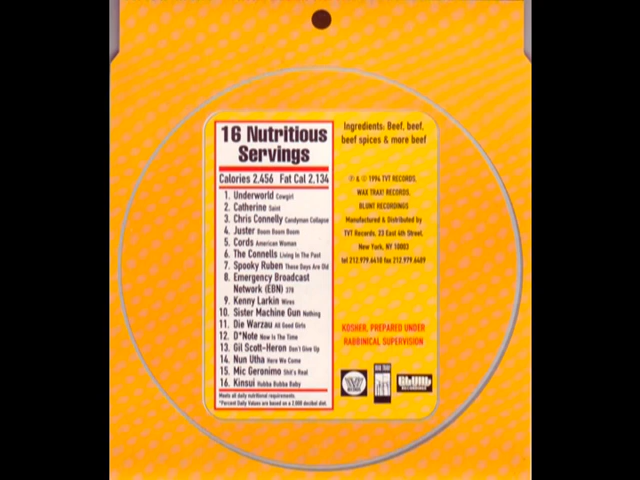 16 Nutritious
Servings
Calories 2,456 Fat Cal 2,134
1. Underworld Cowgirl
2. Catherine Saint
3. Chris Connelly Candyman Collapse
4. Juster Boom Boom Boom
5. Cords American Woman
6. The Connells Living In The Past
7. Spooky Ruben These Days Are Old
8. Emergency Broadcast
Network (EBN) 378
9. Kenny Larkin Wires
10. Sister Machine Gun Nothing
11. Die Warzau All Good Girls
12. D*Note Now Is The Time
13. Gil Scott-Heron Don't Give Up
14. Nun Utha Here We Come
15. Mic Geronimo Shit's Real
16. Kinsui Hubba Bubba Baby
Meets all daily nutritional requirements.
*Percent Daily Values are based on a 2,000 decibel diet.
Ingredients: Beef, beef,
beef spices & more beef
℗ & © 1994 TVT RECORDS,
WAX TRAX! RECORDS,
BLUNT RECORDINGS
Manufactured & Distributed by
TVT Records, 23 East 4th Street,
New York, NY 10003
tel 212.979.6410 fax 212.979.6489
KOSHER, PREPARED UNDER
RABBINICAL SUPERVISION
BLUNT
RECORDINGS